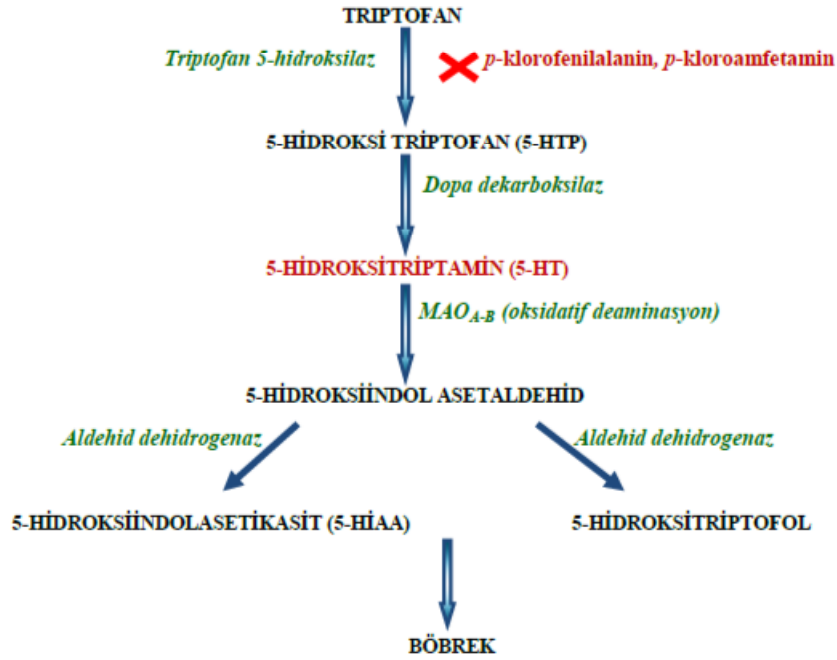 TRIPTOFAN
Triptofan 5-hidroksilaz
p-klorofenilalanin, p-kloroamfetamin
5-HİDROKSİ TRİPTOFAN (5-HTP)
Dopa dekarboksilaz
5-HİDROKSİTRİPTAMİN (5-HT)
MAOA-B (oksidatif deaminasyon)
5-HİDROKSİİNDOL ASETALDEHİD
Aldehid dehidrogenaz
Aldehid dehidrogenaz
5-HİDROKSİİNDOLASETİKASİT (5-HİAA)
5-HİDROKSİTRİPTOFOL
BÖBREK